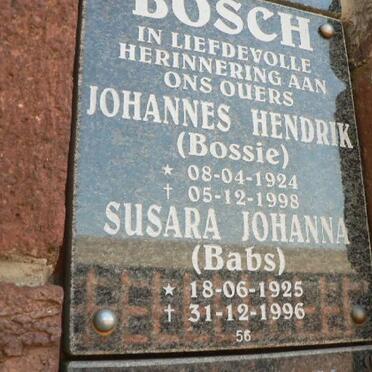 BOSCH
IN LIEFDEVOLLE
HERINNERING AAN
ONS OUERS
JOHANNES HENDRIK
(Bossie)
★ 08-04-1924
† 05-12-1998
SUSARA JOHANNA
(Babs)
★ 18-06-1925
† 31-12-1996
56